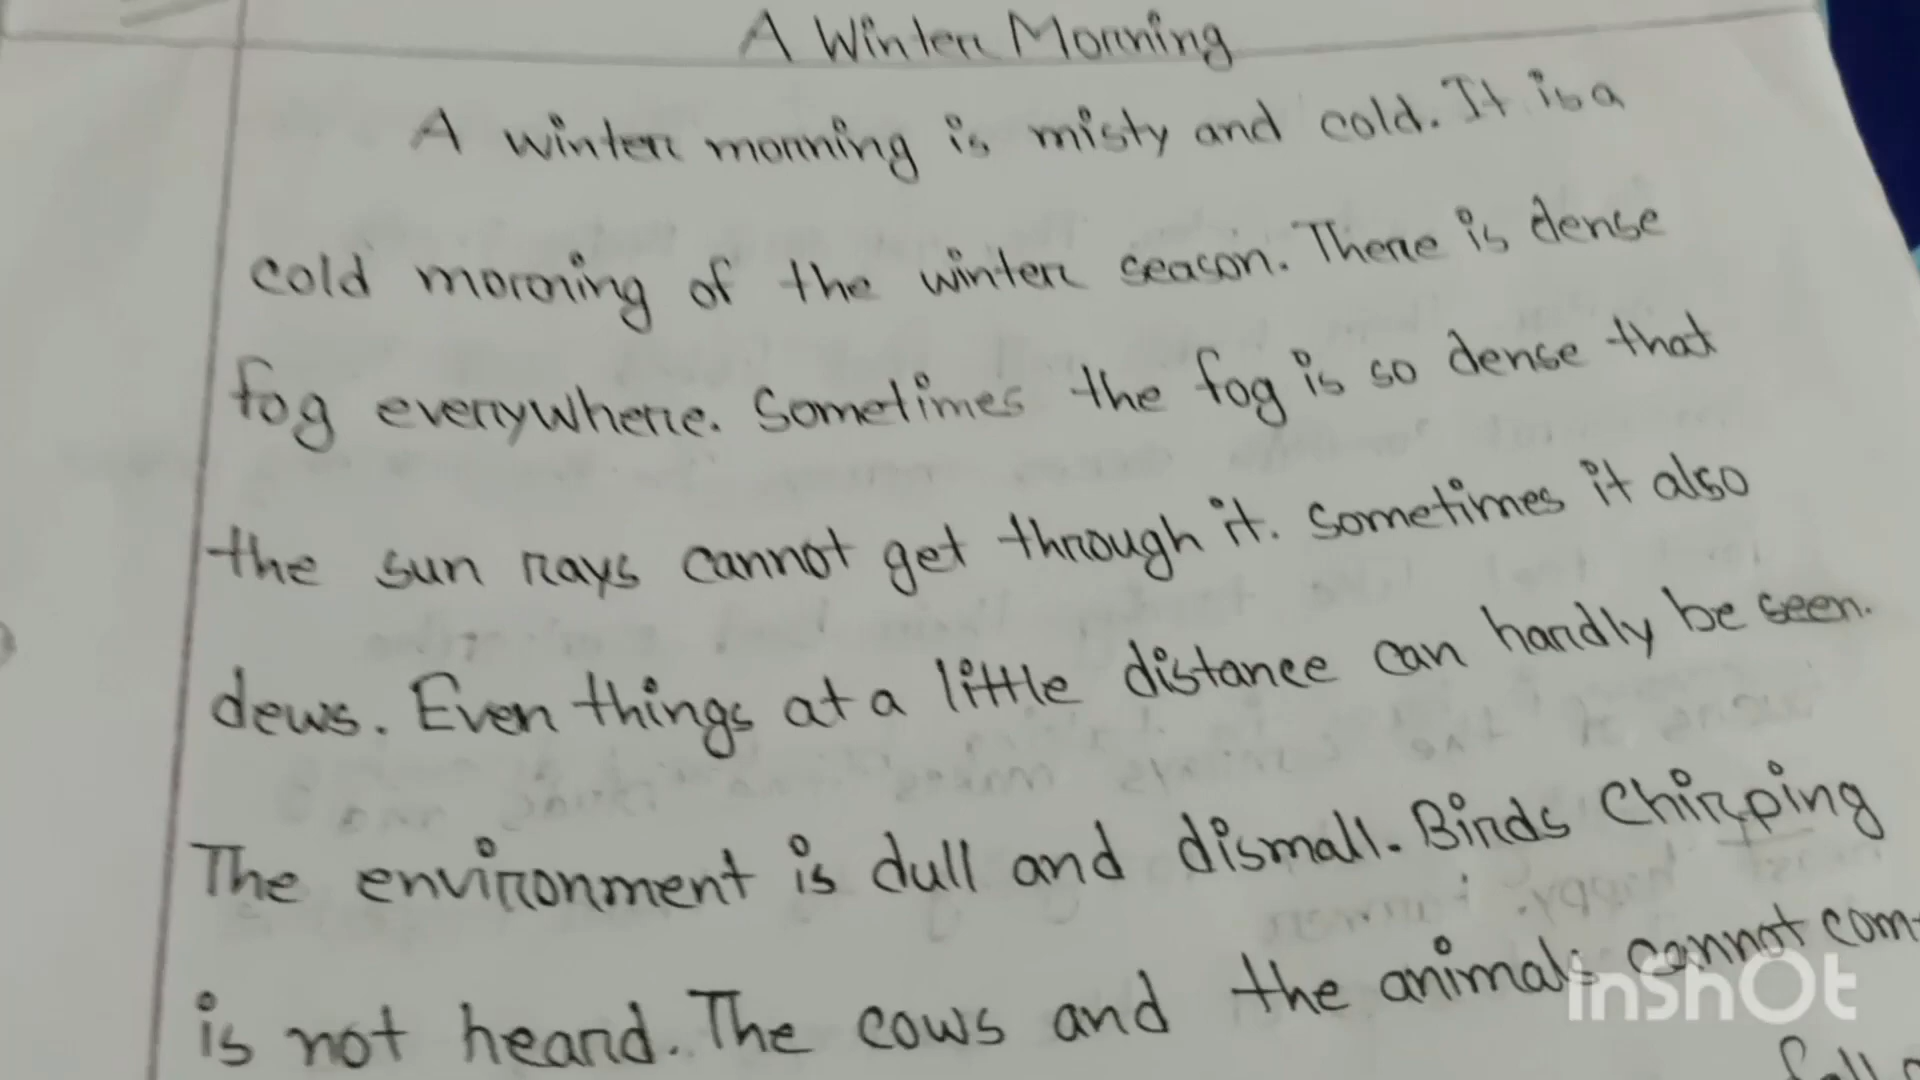 A Winter Morning
A winter morning is misty and cold. It is a
cold morning of the winter season. There is dense
fog everywhere. Sometimes the fog is so dense that
the sun rays cannot get through it. Sometimes it also
dews. Even things at a little distance can hardly be seen.
The environment is dull and dismall. Birds Chirping
is not heard. The cows and the animals cannot com-
InShOt